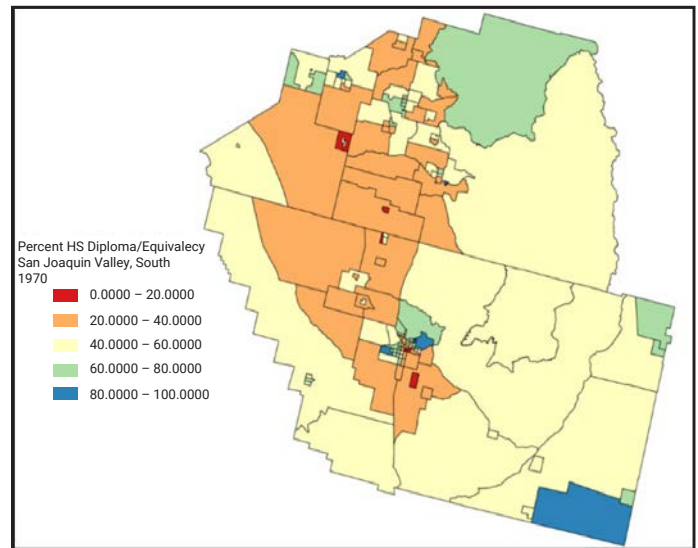 Percent HS Diploma/Equivalecy
San Joaquin Valley, South
1970
0.0000 – 20.0000
20.0000 – 40.0000
40.0000 – 60.0000
60.0000 – 80.0000
80.0000 – 100.0000